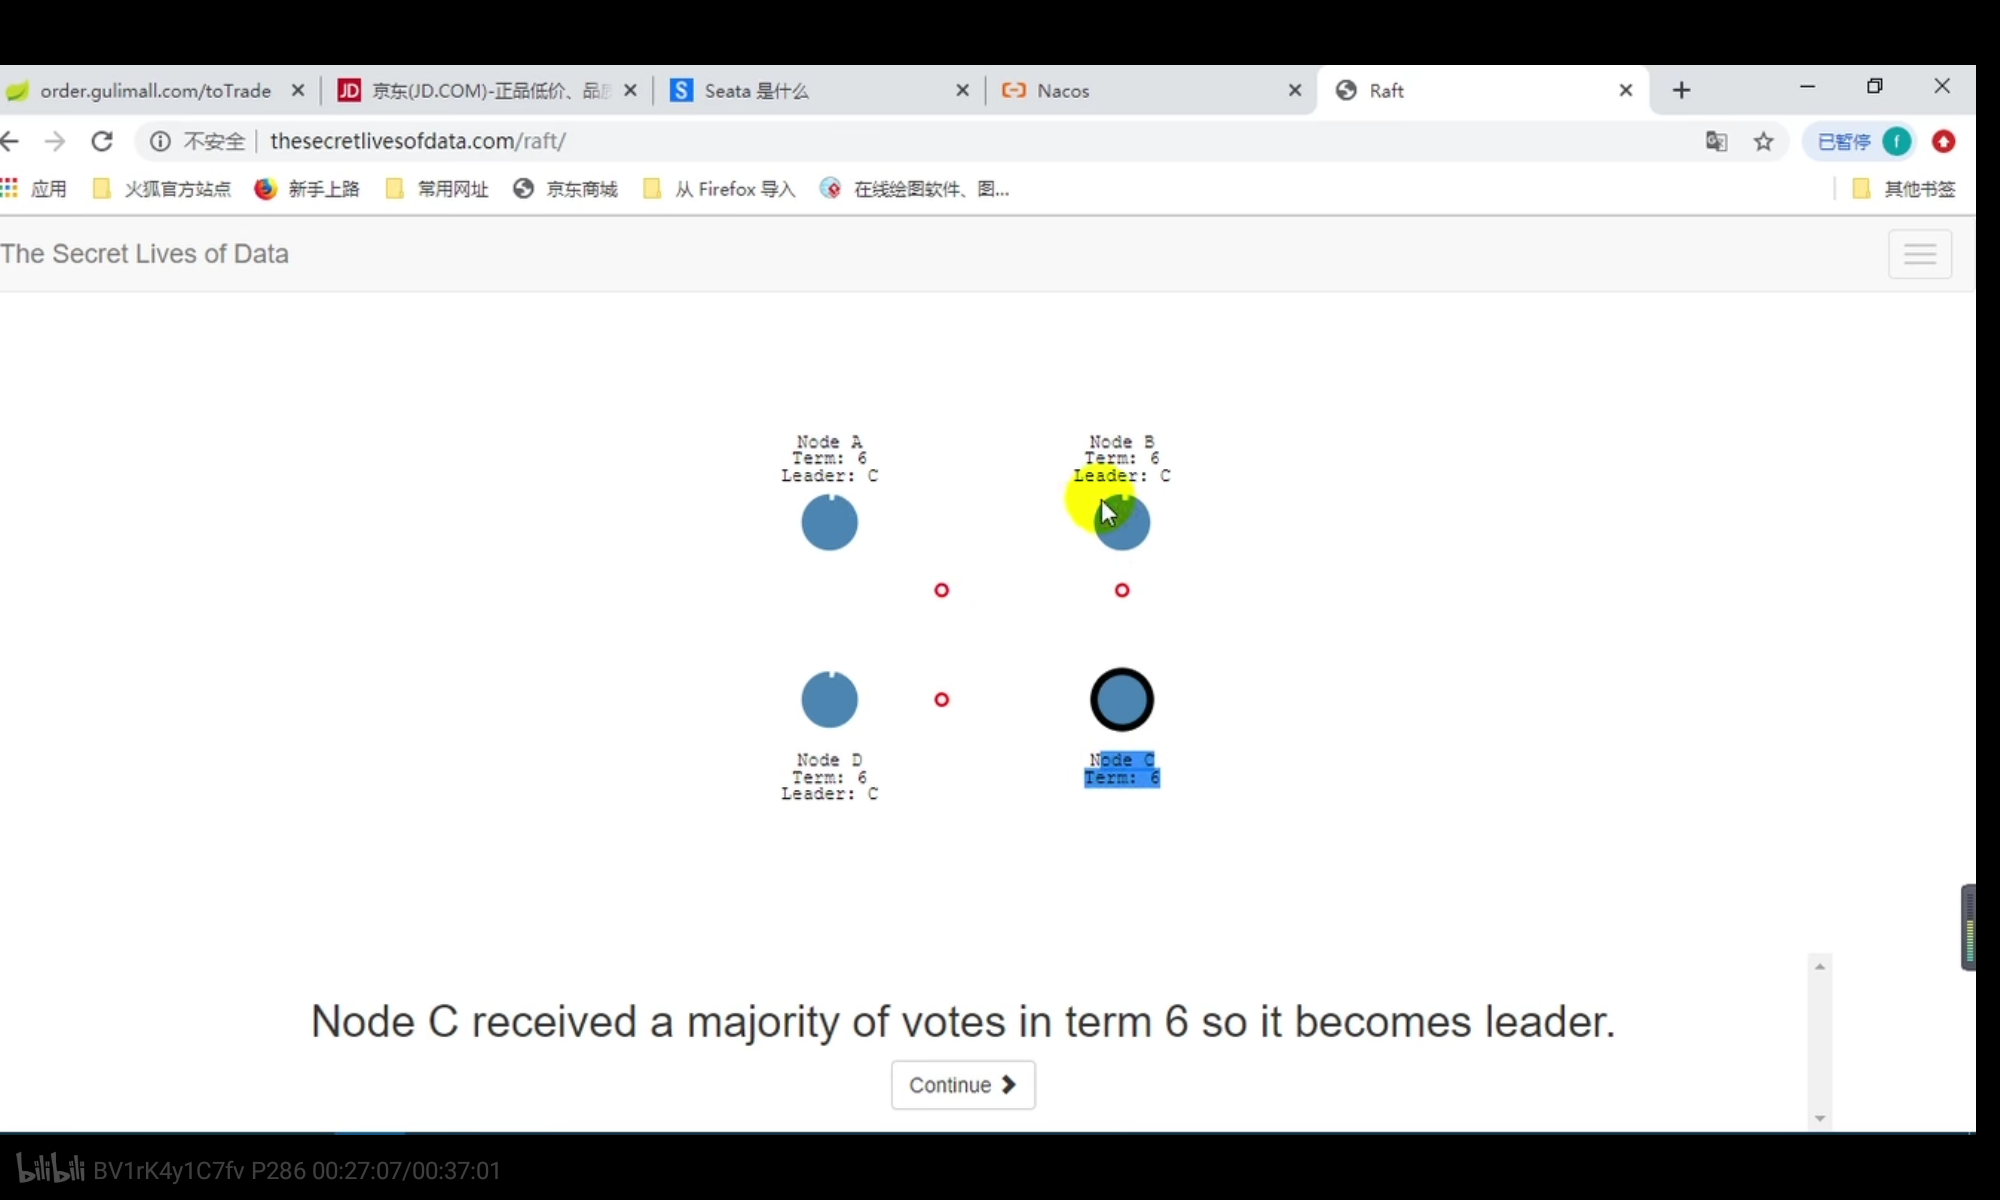 order.gulimall.com/toTrade
JD 京东(JD.COM)-正品低价、品
S Seata 是什么
Nacos
Raft
不安全 | thesecretlivesofdata.com/raft/
已暂停 f
应用 火狐官方站点 新手上路 常用网址 京东商城 从 Firefox 导入 在线绘图软件、图... 其他书签
The Secret Lives of Data
Node A
Term: 6
Leader: C
Node B
Term: 6
Leader: C
Node D
Term: 6
Leader: C
Node C
Term: 6
Node C received a majority of votes in term 6 so it becomes leader.
Continue
bilibili BV1rK4y1C7fv P286 00:27:07/00:37:01